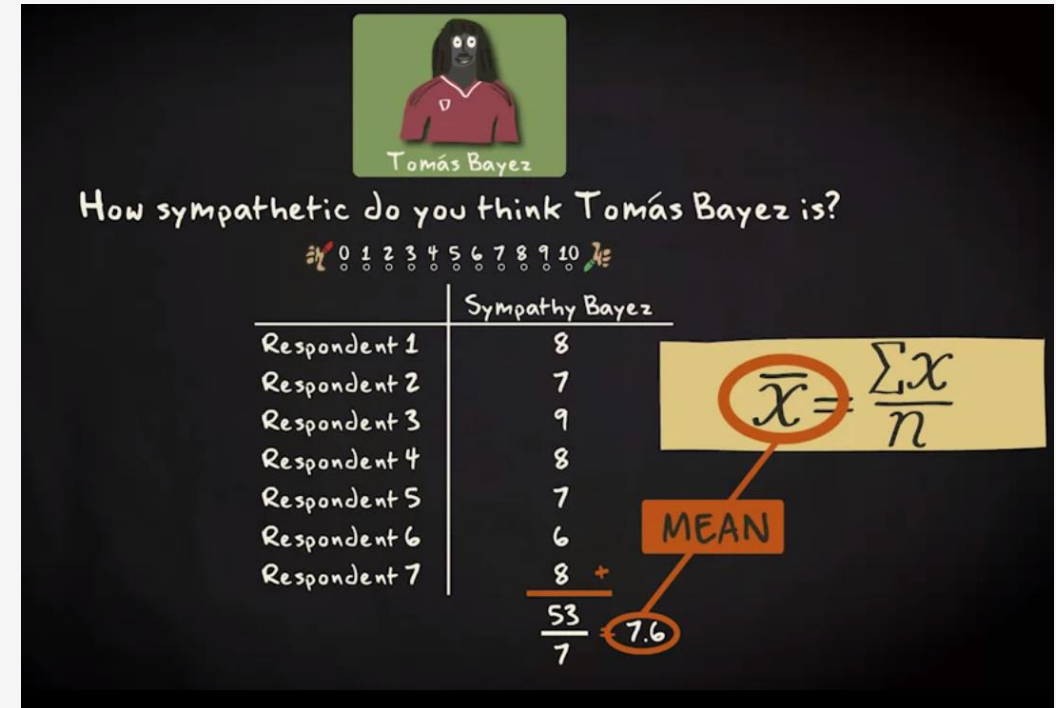 Tomás Bayez
How sympathetic do you think Tomás Bayez is?
0 1 2 3 4 5 6 7 8 9 10
Sympathy Bayez
Respondent 1 8
Respondent 2 7
Respondent 3 9
Respondent 4 8
Respondent 5 7
Respondent 6 6
Respondent 7 8 +
53
7
= 7.6
x̄ = ∑x
n
MEAN